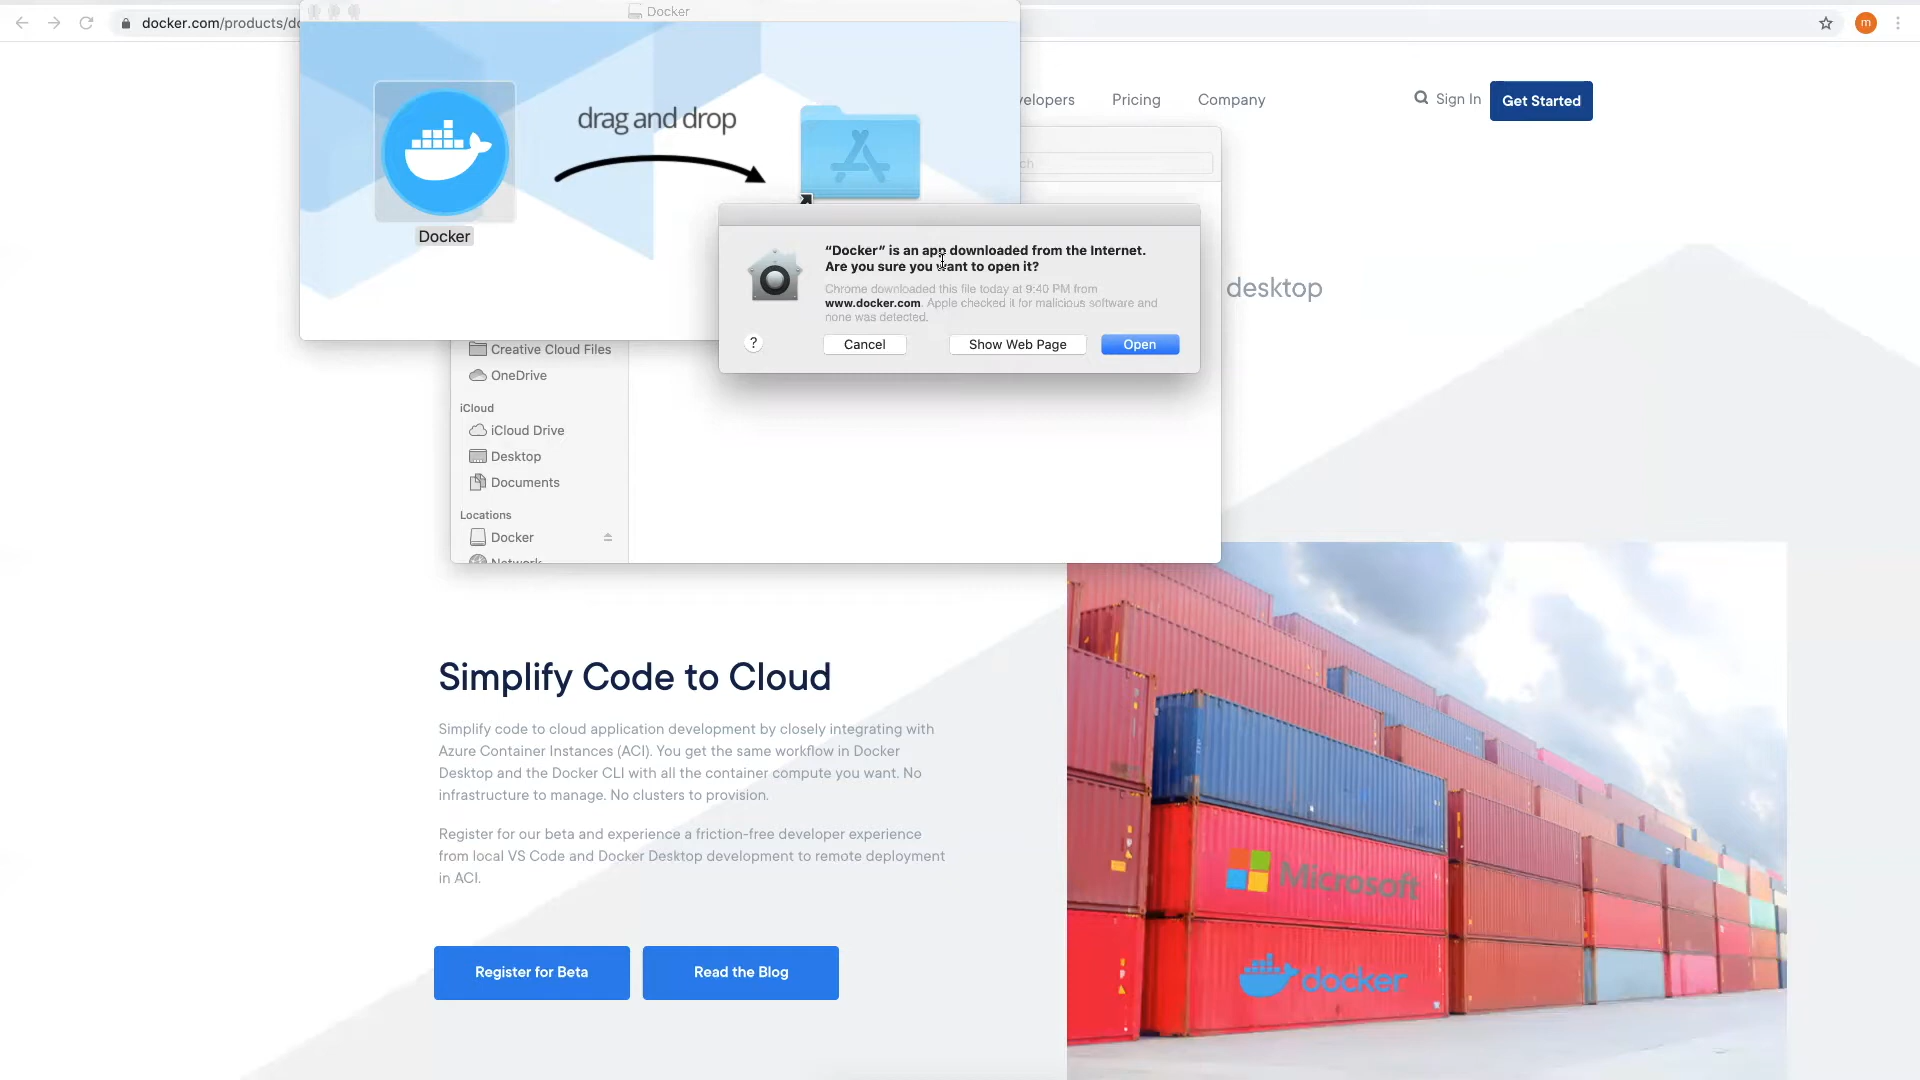 docker.com/products/do
m
Docker
drag and drop
Docker
velopers
Pricing
Company
Sign In
Get Started
ch
“Docker” is an app downloaded from the Internet.
Are you sure you want to open it?
Chrome downloaded this file today at 9:40 PM from
www.docker.com. Apple checked it for malicious software and
none was detected.
?
Cancel
Show Web Page
Open
desktop
Creative Cloud Files
OneDrive
iCloud
iCloud Drive
Desktop
Documents
Locations
Docker
Network
Simplify Code to Cloud
Simplify code to cloud application development by closely integrating with
Azure Container Instances (ACI). You get the same workflow in Docker
Desktop and the Docker CLI with all the container compute you want. No
infrastructure to manage. No clusters to provision.
Register for our beta and experience a friction-free developer experience
from local VS Code and Docker Desktop development to remote deployment
in ACI.
Register for Beta
Read the Blog
Microsoft
docker